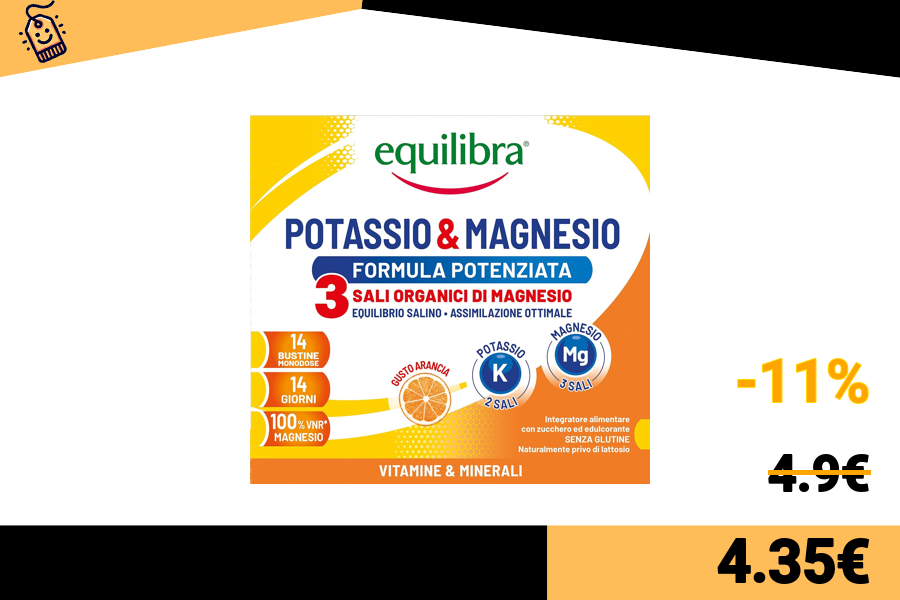 equilibra®
POTASSIO & MAGNESIO
FORMULA POTENZIATA
3 SALI ORGANICI DI MAGNESIO
EQUILIBRIO SALINO • ASSIMILAZIONE OTTIMALE
14
BUSTINE
MONODOSE
14
GIORNI
100% VNR*
MAGNESIO
GUSTO ARANCIA
POTASSIO
K
2 SALI
MAGNESIO
Mg
3 SALI
Integratore alimentare
con zucchero ed edulcorante
SENZA GLUTINE
Naturalmente privo di lattosio
VITAMINE & MINERALI
-11%
4.9€
4.35€